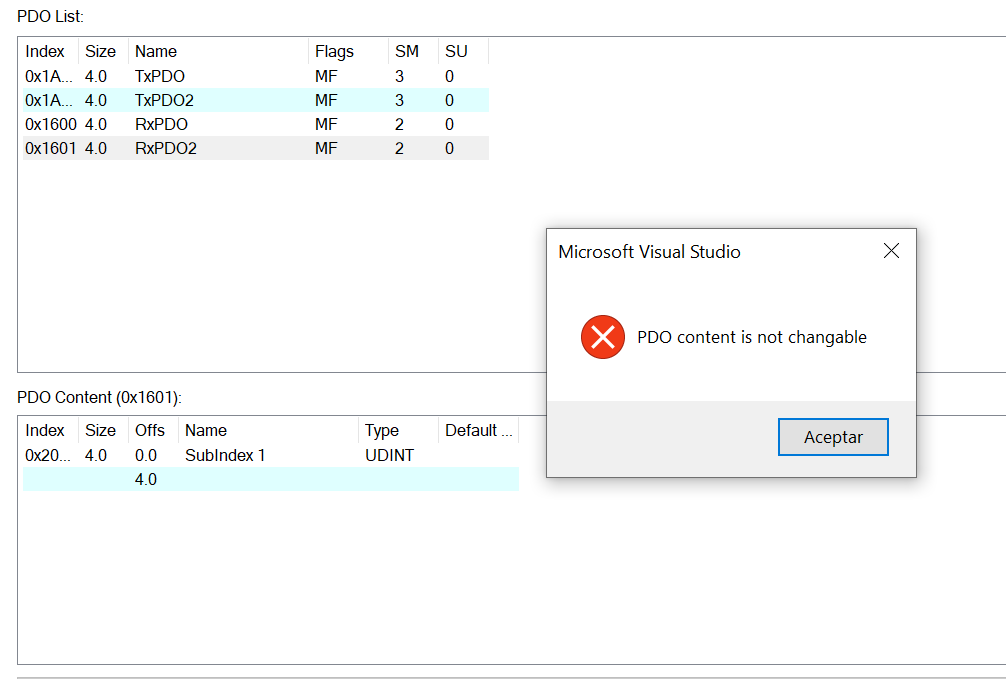 PDO List:
Index Size Name Flags SM SU
0x1A... 4.0 TxPDO MF 3 0
0x1A... 4.0 TxPDO2 MF 3 0
0x1600 4.0 RxPDO MF 2 0
0x1601 4.0 RxPDO2 MF 2 0
Microsoft Visual Studio
PDO content is not changable
Aceptar
PDO Content (0x1601):
Index Size Offs Name Type Default ...
0x20... 4.0 0.0 SubIndex 1 UDINT
4.0